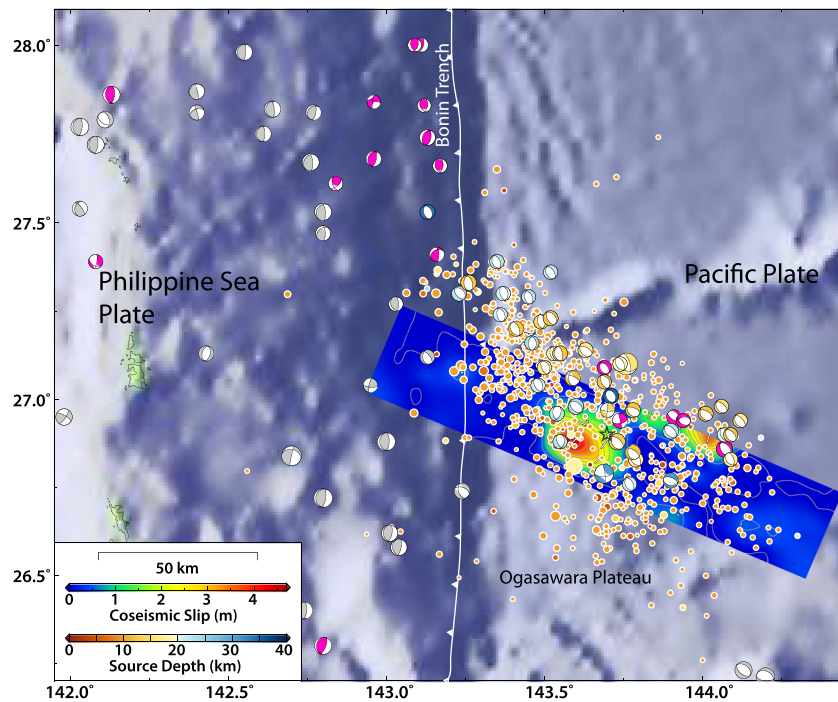 28.0°
27.5°
27.0°
26.5°
Bonin Trench
Philippine Sea
Plate
Pacific Plate
Ogasawara Plateau
50 km
0 1 2 3 4
Coseismic Slip (m)
0 10 20 30 40
Source Depth (km)
142.0° 142.5° 143.0° 143.5° 144.0°